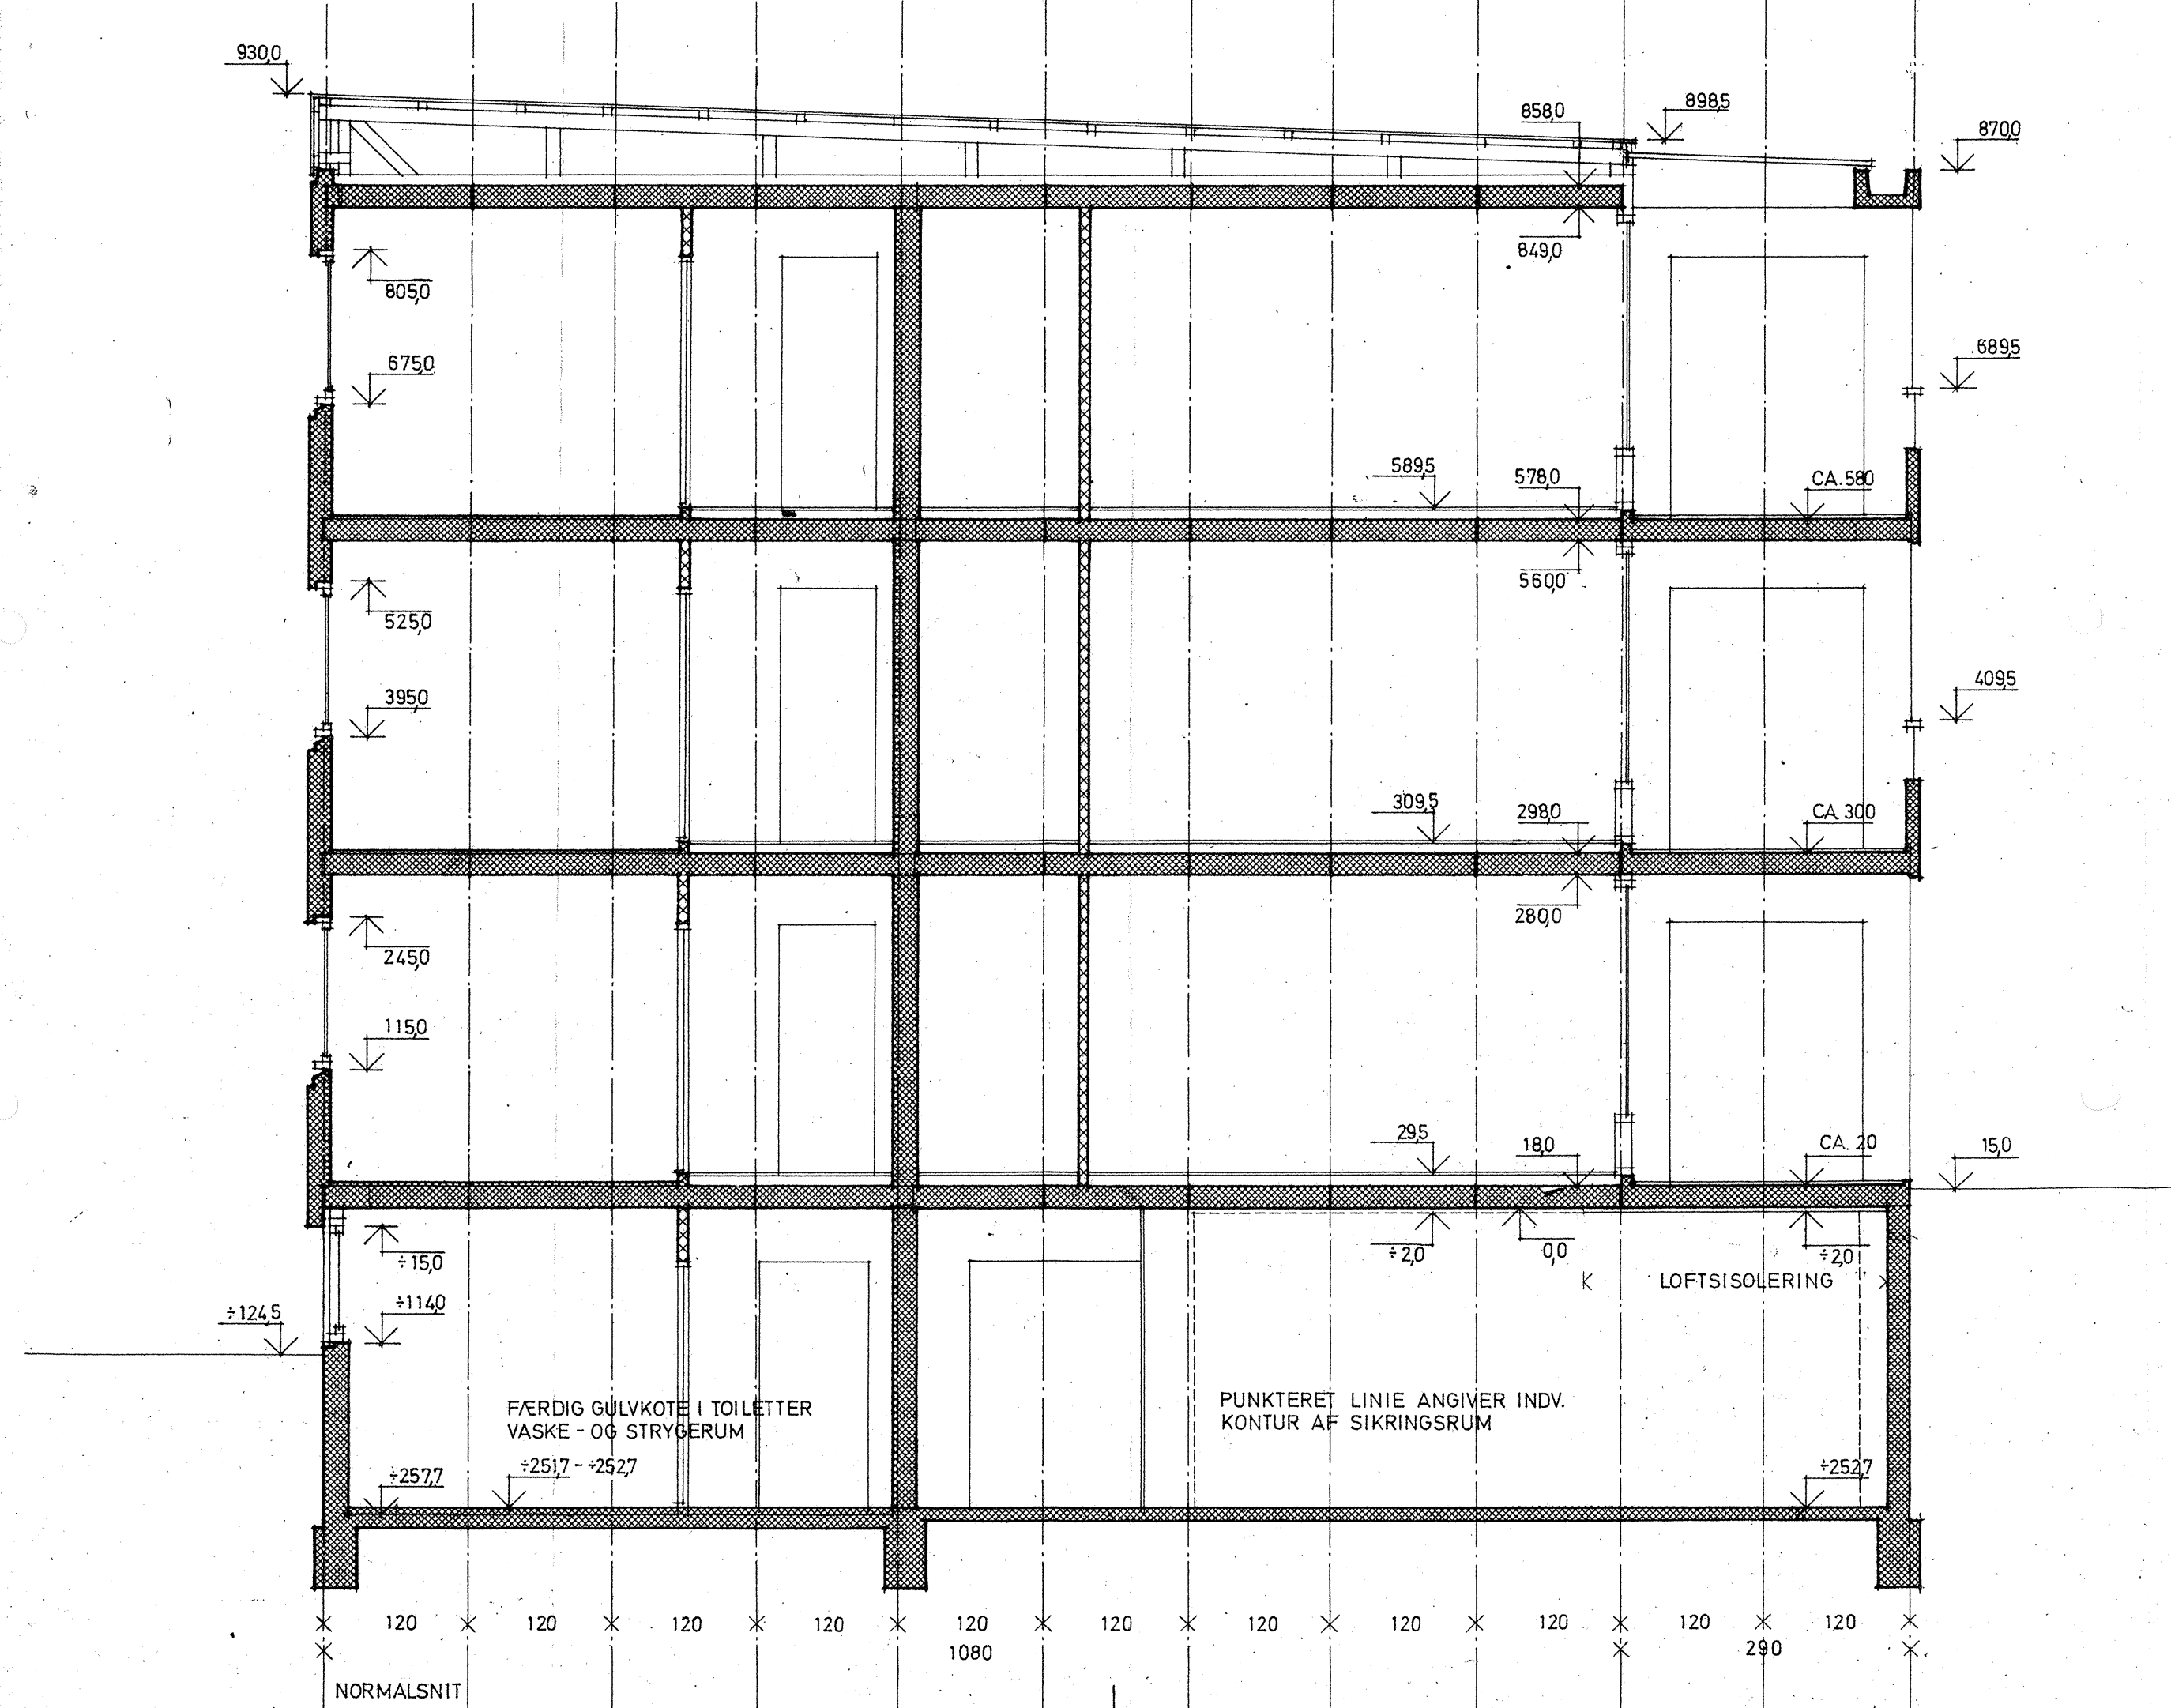 930,0
858,0
898,5
870,0
849,0
805,0
675,0
689,5
589,5
578,0
CA. 580
560,0
525,0
395,0
409,5
309,5
298,0
CA. 300
280,0
245,0
115,0
29,5
18,0
CA. 20
15,0
÷15,0
÷2,0
0,0
÷2,0
LOFTSISOLERING
÷124,5
÷114,0
FÆRDIG GULVKOTE I TOILETTER
VASKE - OG STRYGERUM
PUNKTERET LINIE ANGIVER INDV.
KONTUR AF SIKRINGSRUM
÷257,7
÷251,7 - ÷252,7
÷252,7
120 120 120 120 120 120 120 120 120 120 120
1080 290
NORMALSNIT